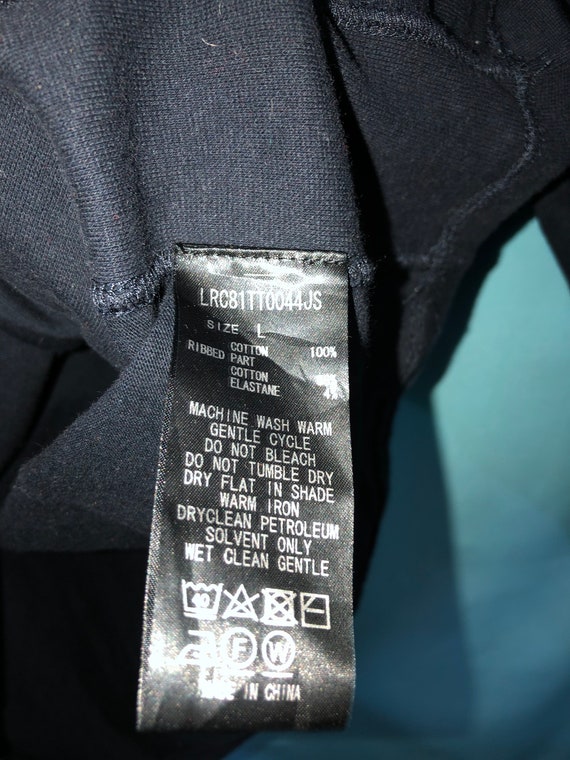 LRC81TT0044JS
SIZE L
COTTON 100%
RIBBED PART
COTTON
ELASTANE
MACHINE WASH WARM
GENTLE CYCLE
DO NOT BLEACH
DO NOT TUMBLE DRY
DRY FLAT IN SHADE
WARM IRON
DRYCLEAN PETROLEUM
SOLVENT ONLY
WET CLEAN GENTLE
F W
MADE IN CHINA